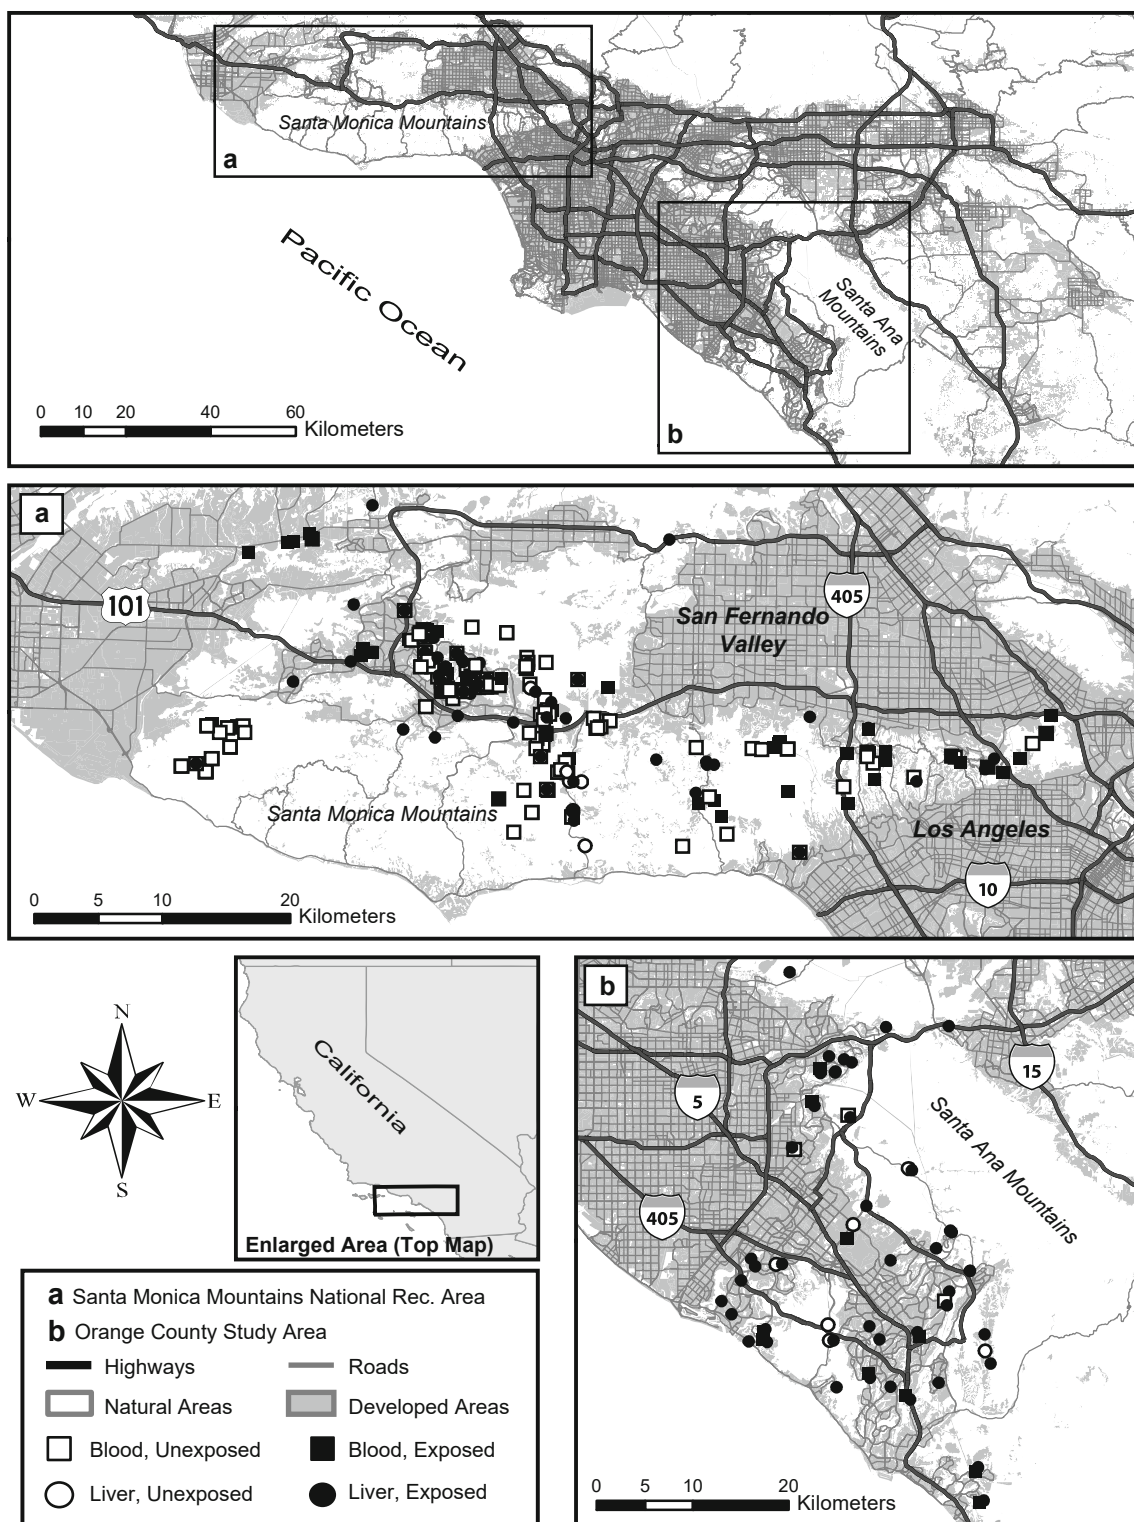 Santa Monica Mountains
a
Pacific Ocean
Santa Ana
Mountains
0 10 20 40 60
Kilometers
b
a
101
405
San Fernando
Valley
Santa Monica Mountains
Los Angeles
10
0 5 10 20
Kilometers
N
W E
S
California
Enlarged Area (Top Map)
b
5
15
405
Santa Ana Mountains
0 5 10 20
Kilometers
a Santa Monica Mountains National Rec. Area
b Orange County Study Area
Highways Roads
Natural Areas Developed Areas
Blood, Unexposed Blood, Exposed
Liver, Unexposed Liver, Exposed